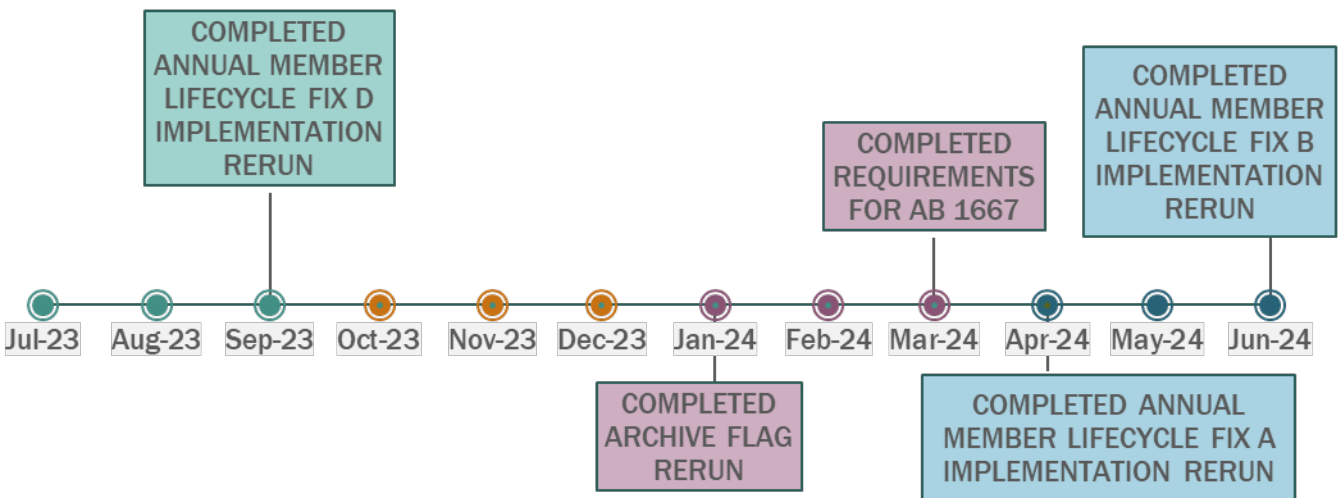 COMPLETED
ANNUAL MEMBER
LIFECYCLE FIX D
IMPLEMENTATION
RERUN
COMPLETED
REQUIREMENTS
FOR AB 1667
COMPLETED
ANNUAL MEMBER
LIFECYCLE FIX B
IMPLEMENTATION
RERUN
Jul-23 Aug-23 Sep-23 Oct-23 Nov-23 Dec-23 Jan-24 Feb-24 Mar-24 Apr-24 May-24 Jun-24
COMPLETED
ARCHIVE FLAG
RERUN
COMPLETED ANNUAL
MEMBER LIFECYCLE FIX A
IMPLEMENTATION RERUN